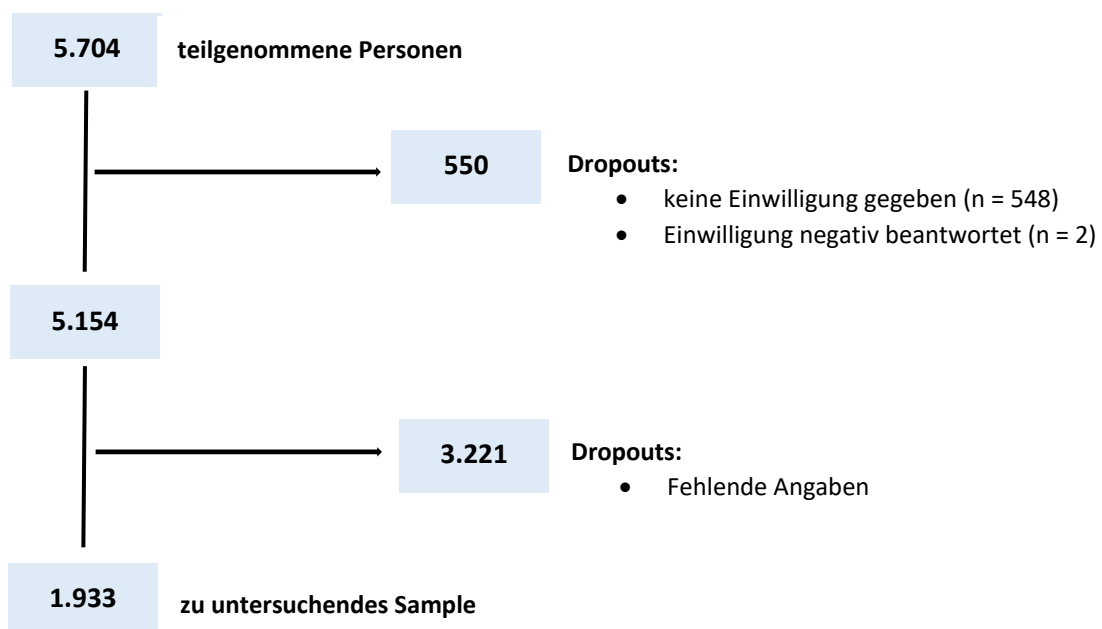 5.704 teilgenommene Personen
550 Dropouts:
• keine Einwilligung gegeben (n = 548)
• Einwilligung negativ beantwortet (n = 2)
5.154
3.221 Dropouts:
• Fehlende Angaben
1.933 zu untersuchendes Sample